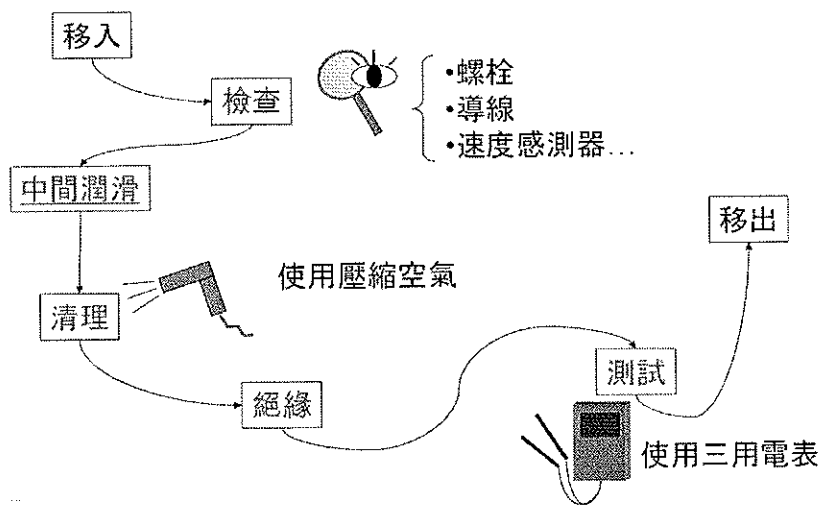 移入
檢查
•螺栓
•導線
•速度感測器...
中間潤滑
移出
使用壓縮空氣
清理
測試
絕緣
使用三用電表
...